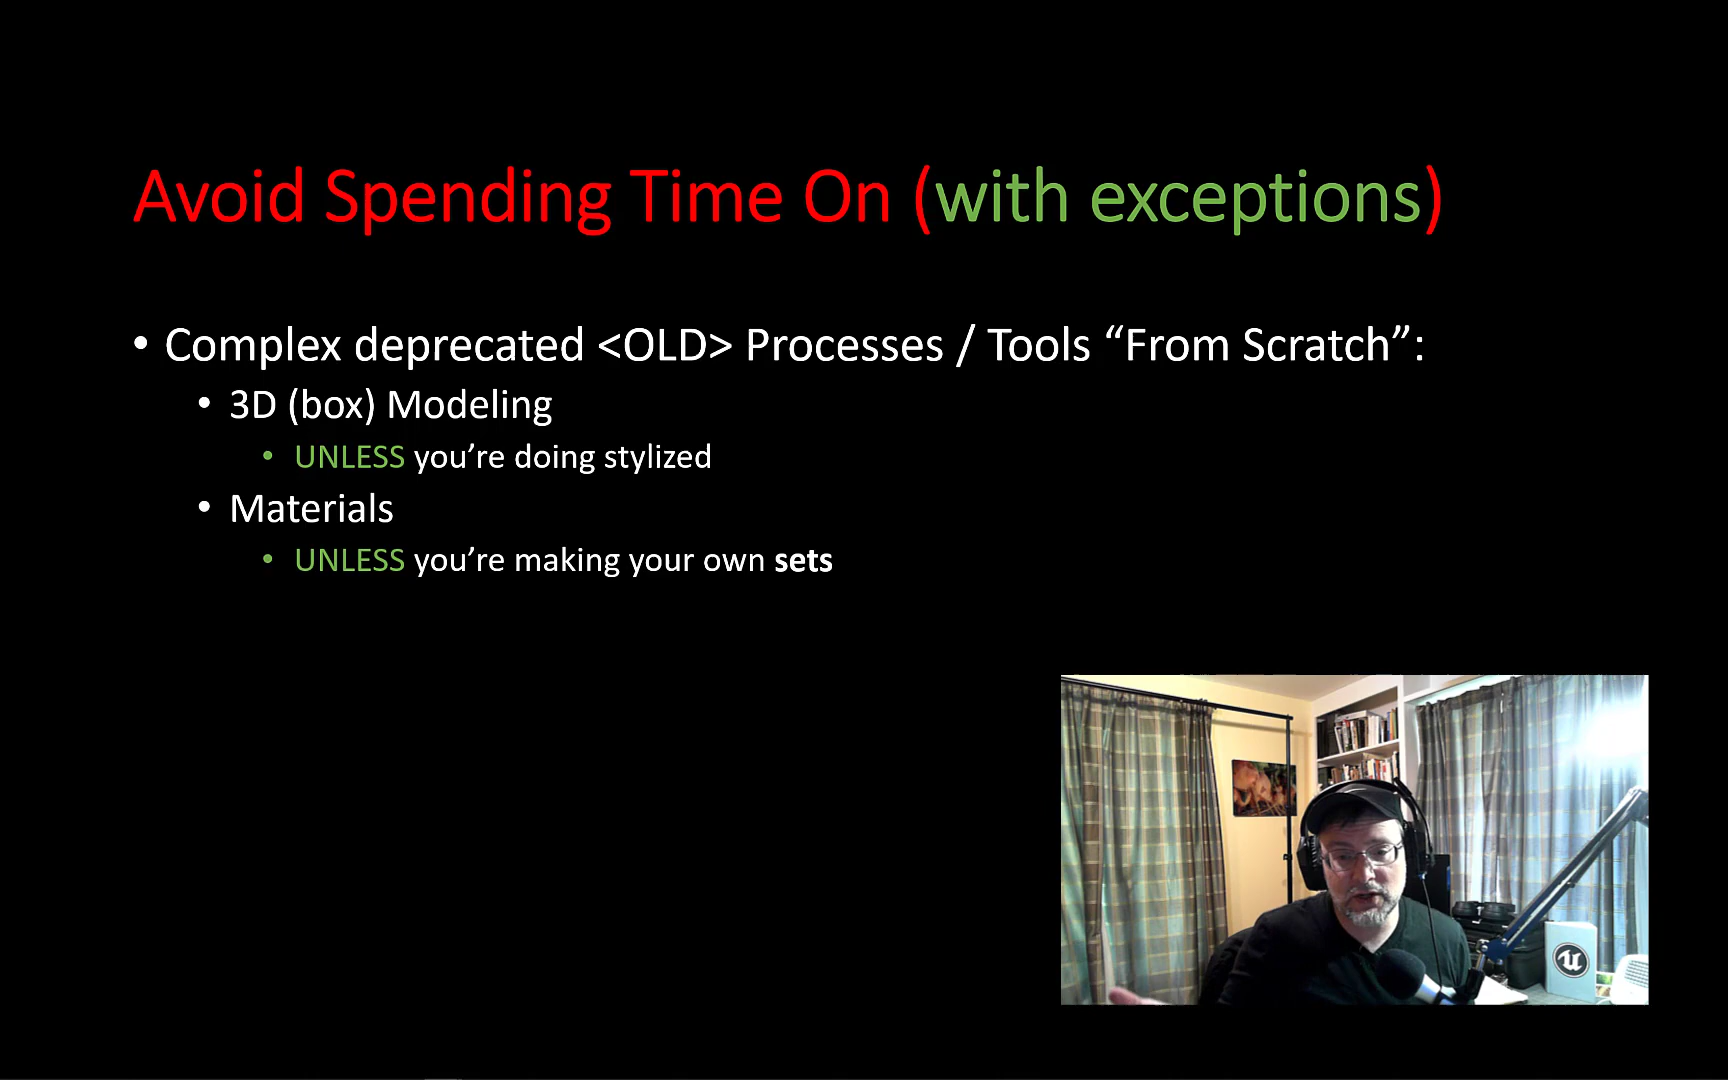 Avoid Spending Time On (with exceptions)
• Complex deprecated <OLD> Processes / Tools “From Scratch”:
• 3D (box) Modeling
• UNLESS you’re doing stylized
• Materials
• UNLESS you’re making your own sets